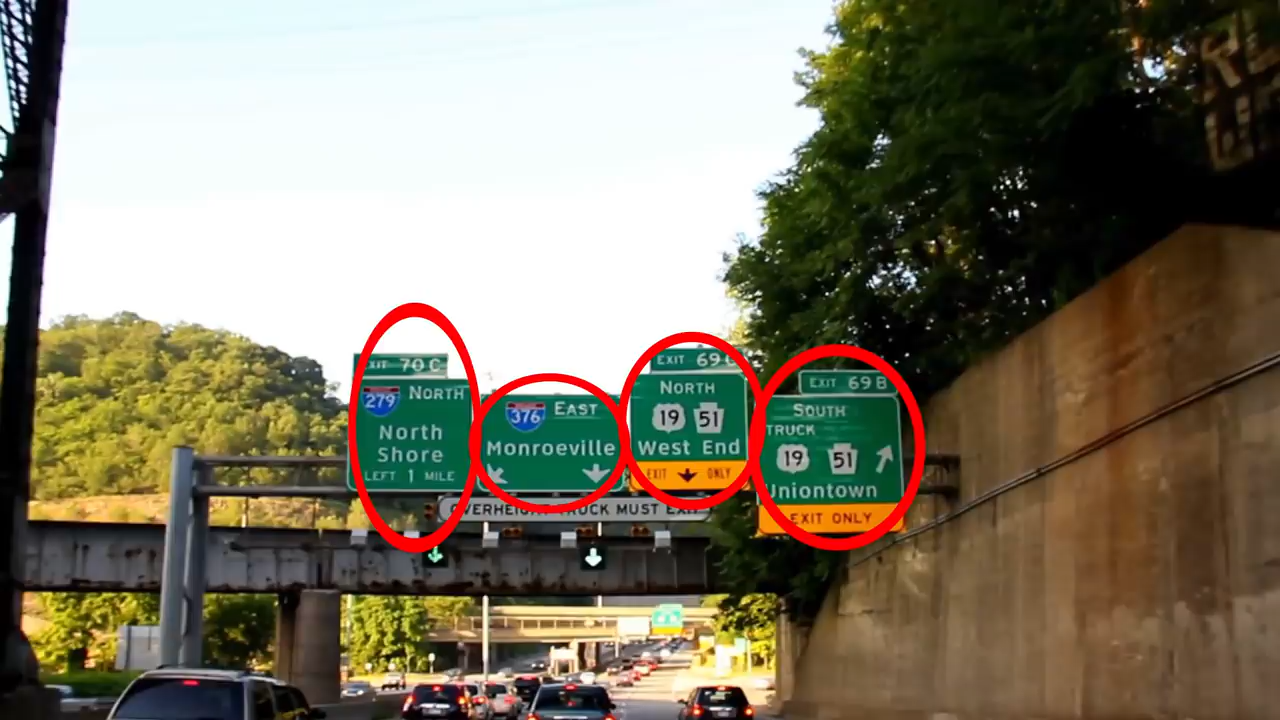 EXIT 70 C
279 NORTH
North
Shore
LEFT 1 MILE
376 EAST
Monroeville
EXIT 69 C
NORTH
19 51
West End
EXIT ONLY
EXIT 69 B
SOUTH
TRUCK
19 51
Uniontown
EXIT ONLY
OVERHEIGHT TRUCK MUST EXIT